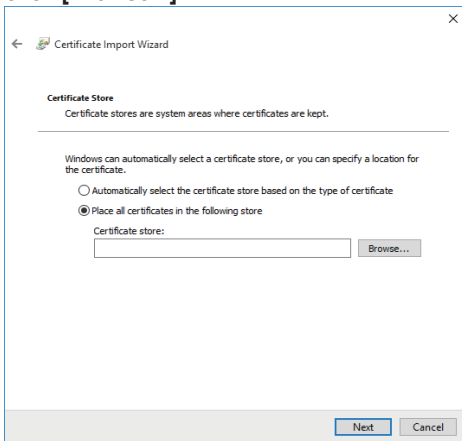 Certificate Import Wizard
Certificate Store
Certificate stores are system areas where certificates are kept.
Windows can automatically select a certificate store, or you can specify a location for
the certificate.
Automatically select the certificate store based on the type of certificate
Place all certificates in the following store
Certificate store:
Browse...
Next Cancel